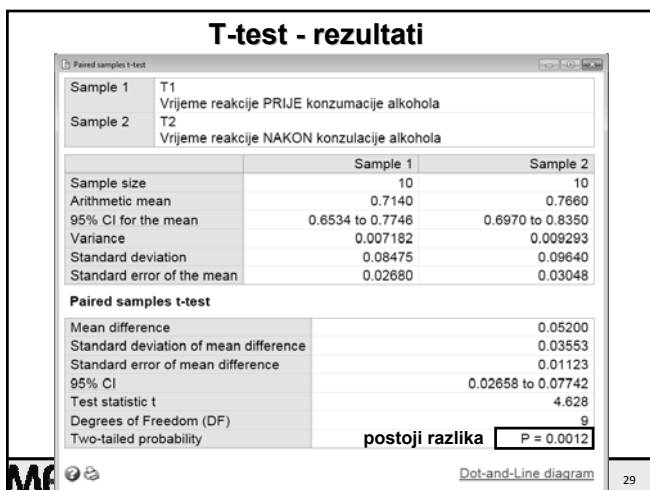 T-test - rezultati
Paired samples t-test
Sample 1 T1
Vrijeme reakcije PRIJE konzumacije alkohola
Sample 2 T2
Vrijeme reakcije NAKON konzulacije alkohola
Sample 1 Sample 2
Sample size 10 10
Arithmetic mean 0.7140 0.7660
95% CI for the mean 0.6534 to 0.7746 0.6970 to 0.8350
Variance 0.007182 0.009293
Standard deviation 0.08475 0.09640
Standard error of the mean 0.02680 0.03048
Paired samples t-test
Mean difference 0.05200
Standard deviation of mean difference 0.03553
Standard error of mean difference 0.01123
95% CI 0.02658 to 0.07742
Test statistic t 4.628
Degrees of Freedom (DF) 9
Two-tailed probability postoji razlika P = 0.0012
Dot-and-Line diagram
29